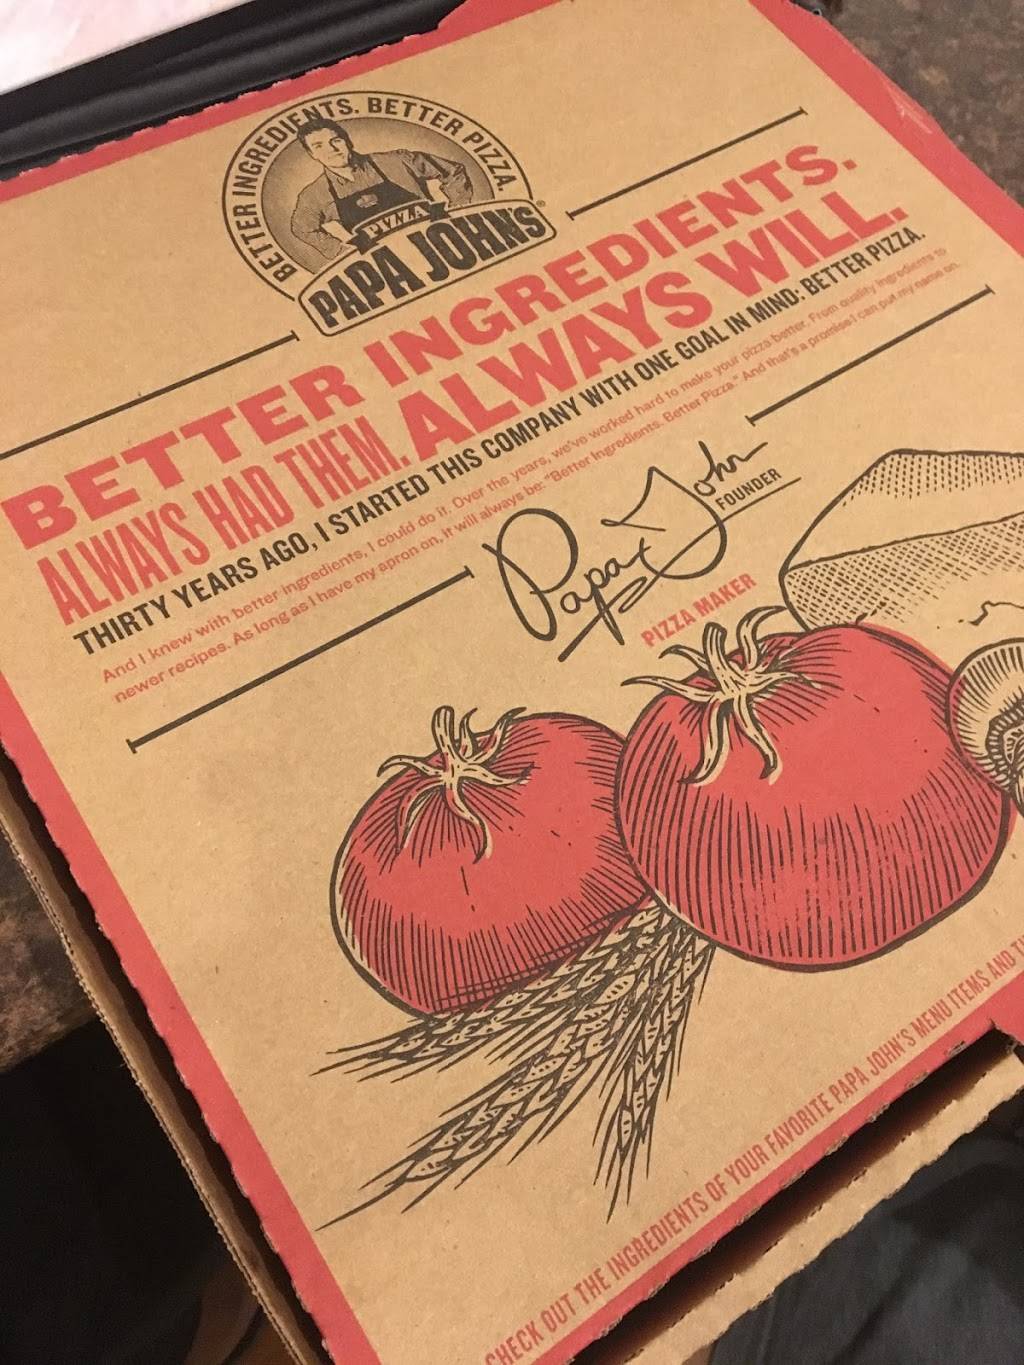 BETTER INGREDIENTS. BETTER PIZZA.
PIZZA
PAPA JOHN'S
BETTER INGREDIENTS.
ALWAYS HAD THEM. ALWAYS WILL.
THIRTY YEARS AGO, I STARTED THIS COMPANY WITH ONE GOAL IN MIND: BETTER PIZZA.
And I knew with better ingredients, I could do it. Over the years, we've worked hard to make your pizza better. From quality ingredients to
newer recipes. As long as I have my apron on, it will always be: "Better Ingredients. Better Pizza." And that's a promise I can put my name on.
Papa John
FOUNDER
PIZZA MAKER
CHECK OUT THE INGREDIENTS OF YOUR FAVORITE PAPA JOHN'S MENU ITEMS AND